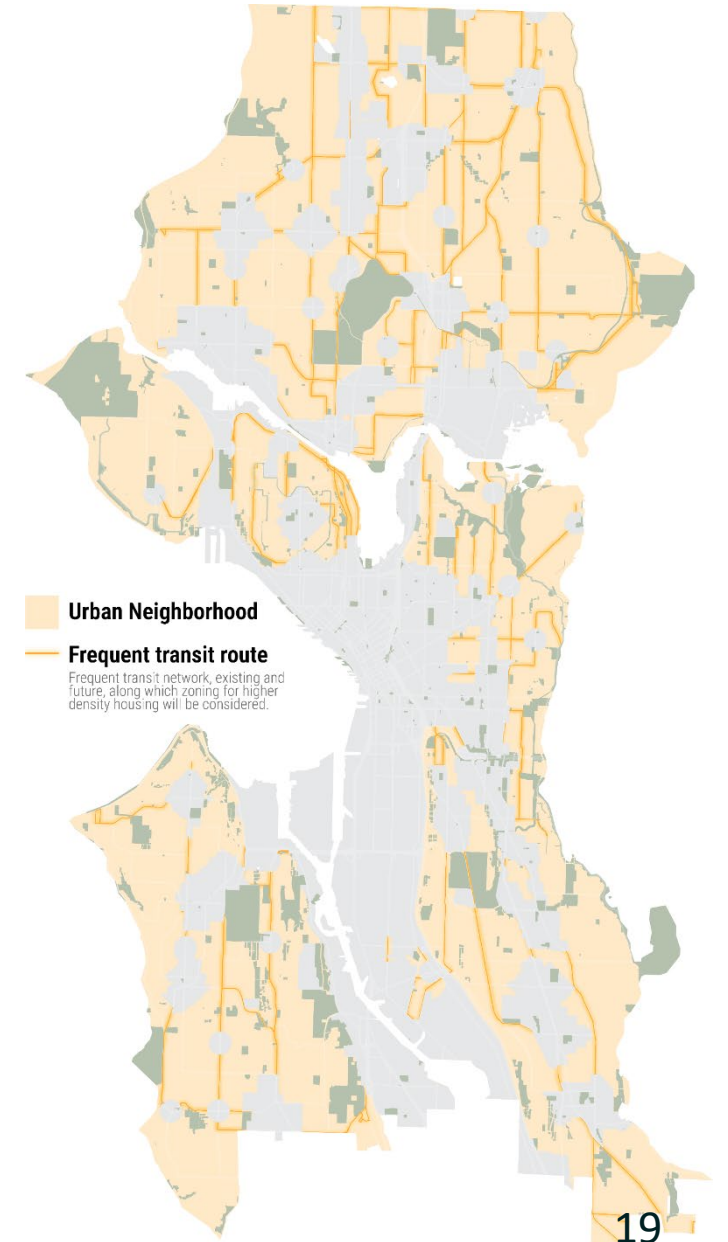 Urban Neighborhood
Frequent transit route
Frequent transit network, existing and
future, along which zoning for higher
density housing will be considered.
19